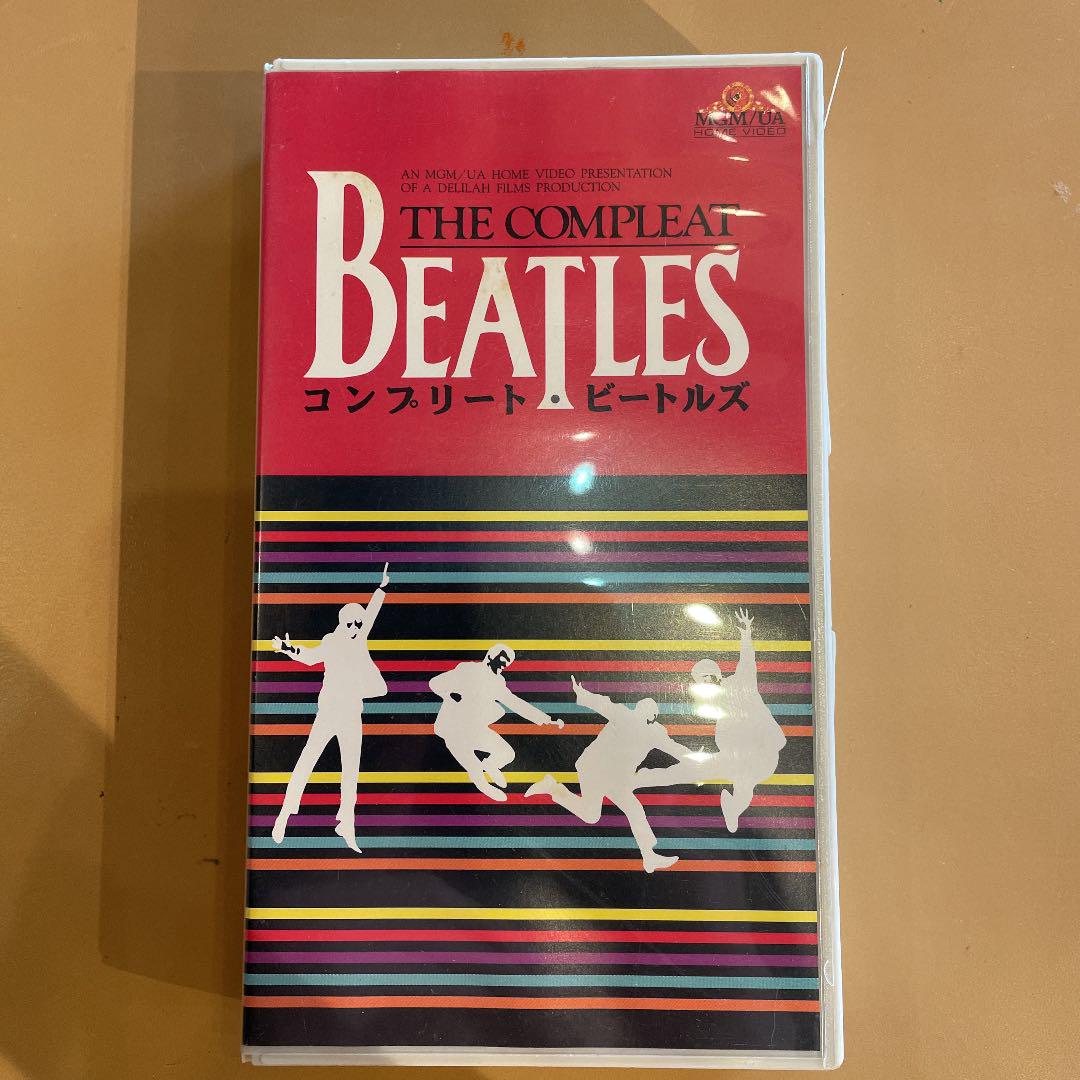 MGM/UA
HOME VIDEO
AN MGM/UA HOME VIDEO PRESENTATION
OF A DELILAH FILMS PRODUCTION
THE COMPLEAT
BEATLES
コンプリート・ビートルズ